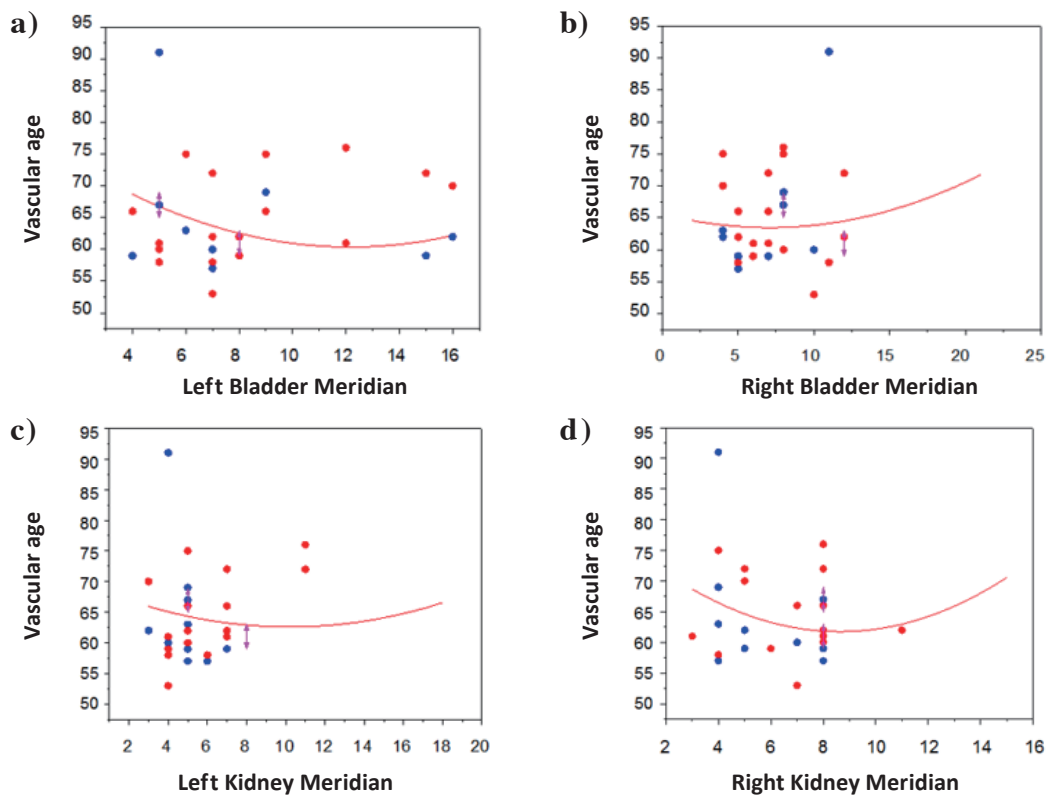 a)
Vascular age
95
90
85
80
75
70
65
60
55
50
4 6 8 10 12 14 16
Left Bladder Meridian
b)
Vascular age
95
90
85
80
75
70
65
60
55
50
0 5 10 15 20 25
Right Bladder Meridian
c)
Vascular age
95
90
85
80
75
70
65
60
55
50
2 4 6 8 10 12 14 16 18 20
Left Kidney Meridian
d)
Vascular age
95
90
85
80
75
70
65
60
55
50
2 4 6 8 10 12 14 16
Right Kidney Meridian